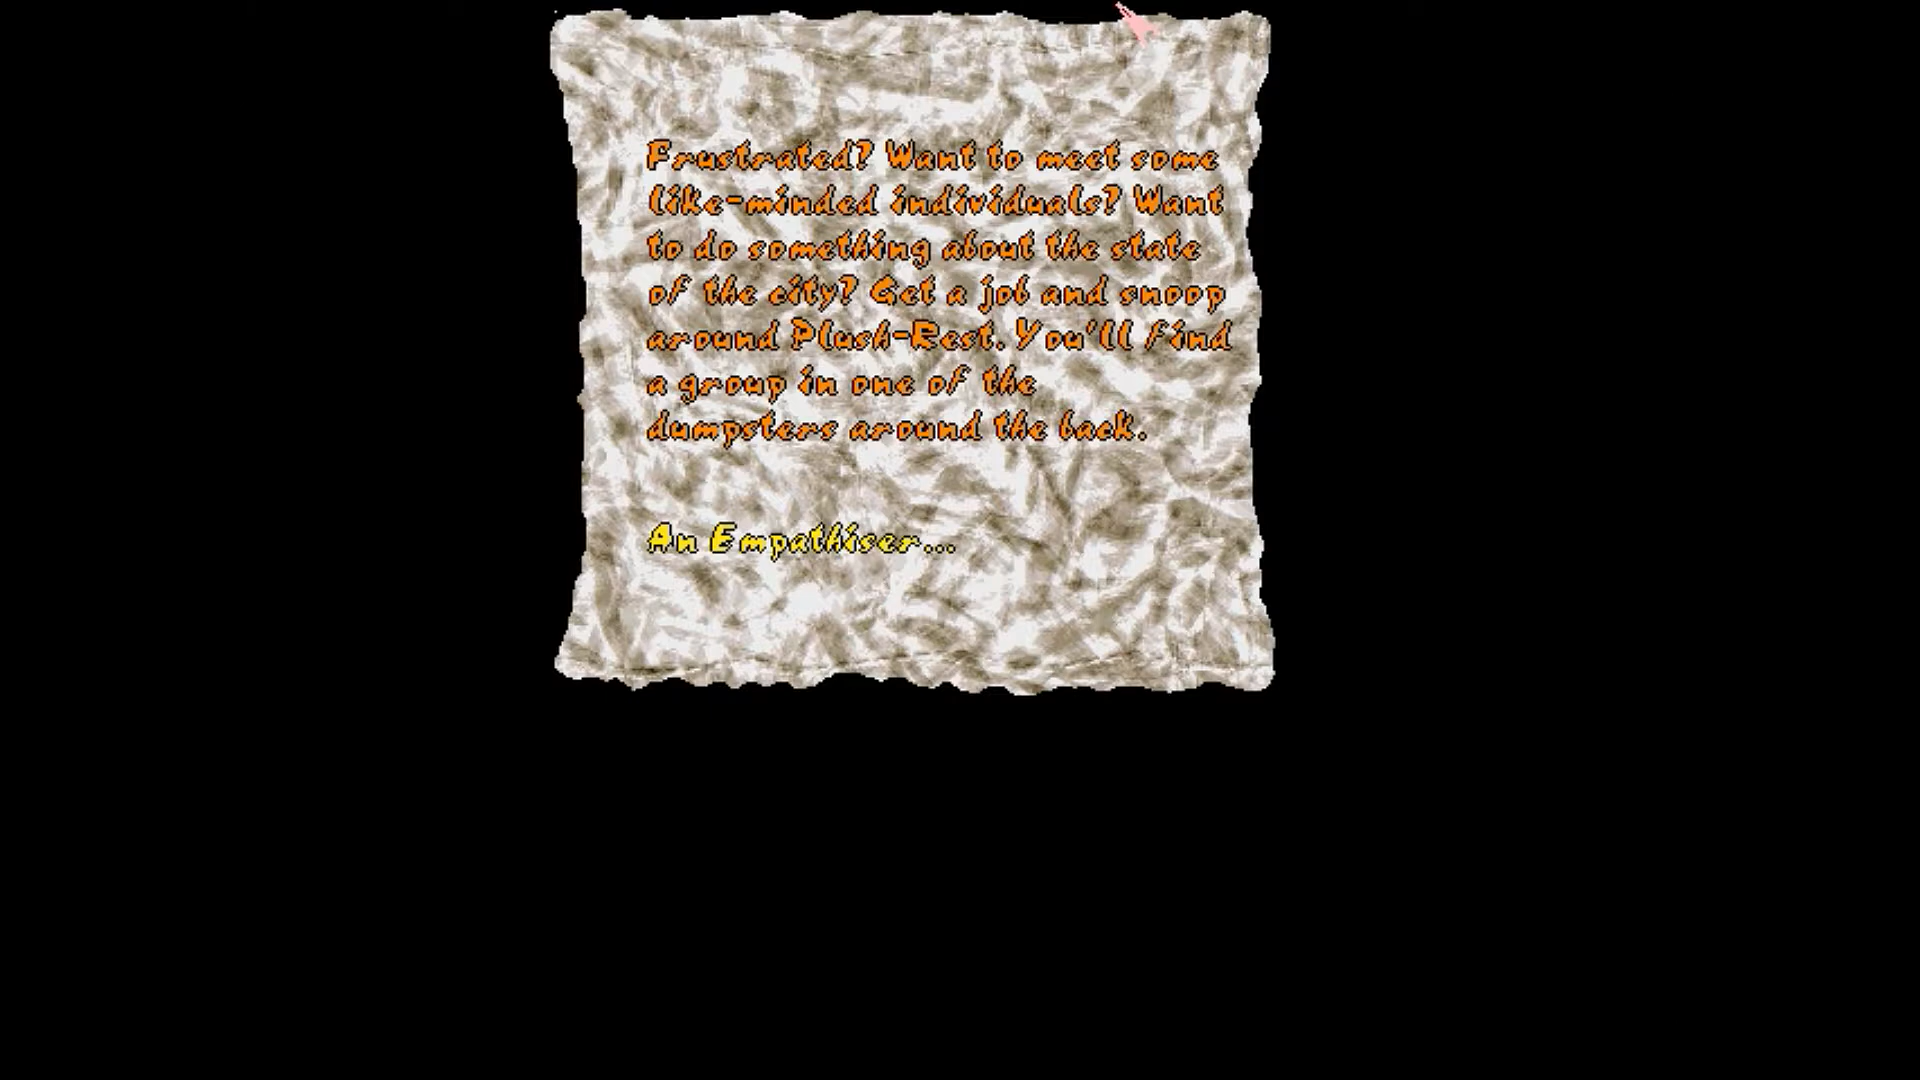 Frustrated? Want to meet some
like-minded individuals? Want
to do something about the state
of the city? Get a job and snoop
around Plush-Rest. You'll find
a group in one of the
dumpsters around the back.
An Empathiser...